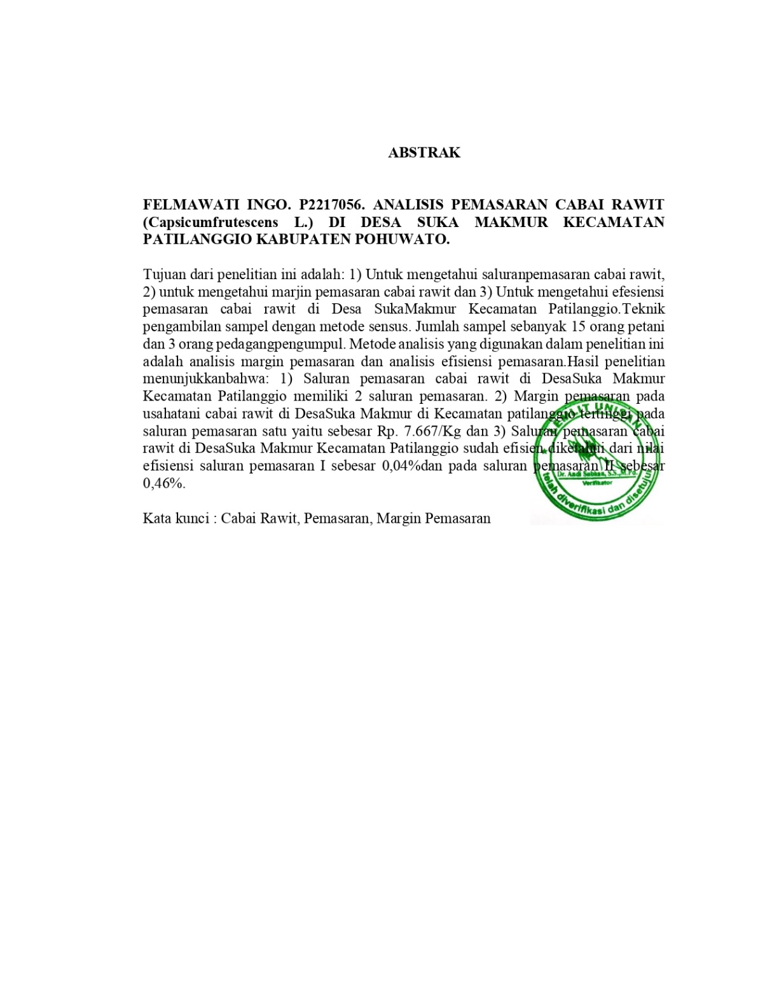 ABSTRAK
FELMAWATI INGO. P2217056. ANALISIS PEMASARAN CABAI RAWIT
(Capsicumfrutescens L.) DI DESA SUKA MAKMUR KECAMATAN
PATILANGGIO KABUPATEN POHUWATO.
Tujuan dari penelitian ini adalah: 1) Untuk mengetahui saluranpemasaran cabai rawit,
2) untuk mengetahui marjin pemasaran cabai rawit dan 3) Untuk mengetahui efesiensi
pemasaran cabai rawit di Desa SukaMakmur Kecamatan Patilanggio.Teknik
pengambilan sampel dengan metode sensus. Jumlah sampel sebanyak 15 orang petani
dan 3 orang pedagangpengumpul. Metode analisis yang digunakan dalam penelitian ini
adalah analisis margin pemasaran dan analisis efisiensi pemasaran.Hasil penelitian
menunjukkanbahwa: 1) Saluran pemasaran cabai rawit di DesaSuka Makmur
Kecamatan Patilanggio memiliki 2 saluran pemasaran. 2) Margin pemasaran pada
usahatani cabai rawit di DesaSuka Makmur di Kecamatan patilanggio tertinggi pada
saluran pemasaran satu yaitu sebesar Rp. 7.667/Kg dan 3) Saluran pemasaran cabai
rawit di DesaSuka Makmur Kecamatan Patilanggio sudah efisien diketahui dari nilai
efisiensi saluran pemasaran I sebesar 0,04%dan pada saluran pemasaran II sebesar
0,46%.
UNISAN
Dr. Andi Subhan, S.S.,M.Pd.
Verifikator
telah diverifikasi dan disetujui
Kata kunci : Cabai Rawit, Pemasaran, Margin Pemasaran